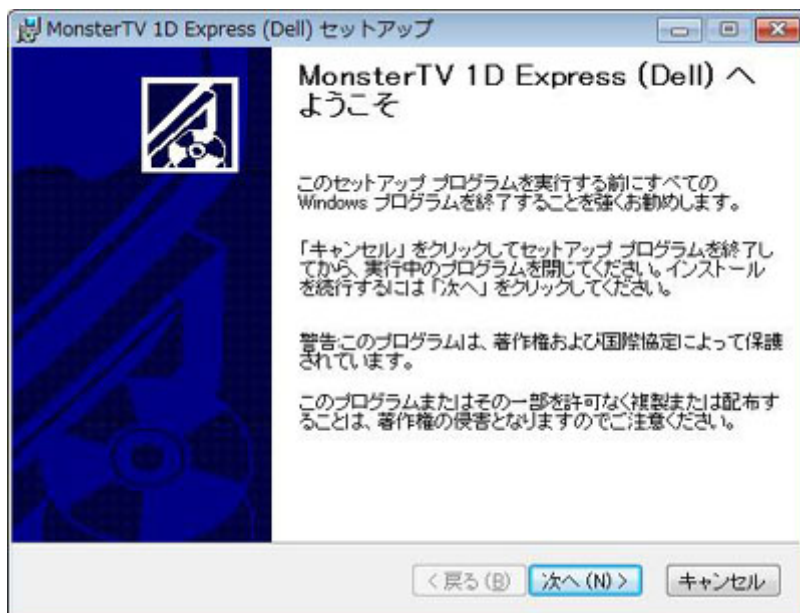 MonsterTV 1D Express (Dell) セットアップ
MonsterTV 1D Express (Dell) へ
ようこそ
このセットアップ プログラムを実行する前にすべての
Windows プログラムを終了することを強くお勧めします。
「キャンセル」をクリックしてセットアップ プログラムを終了し
てから、実行中のプログラムを閉じてください。インストール
を続行するには「次へ」をクリックしてください。
警告:このプログラムは、著作権および国際協定によって保護
されています。
このプログラムまたはその一部を許可なく複製または配布す
ることは、著作権の侵害となりますのでご注意ください。
< 戻る(B)
次へ(N) >
キャンセル